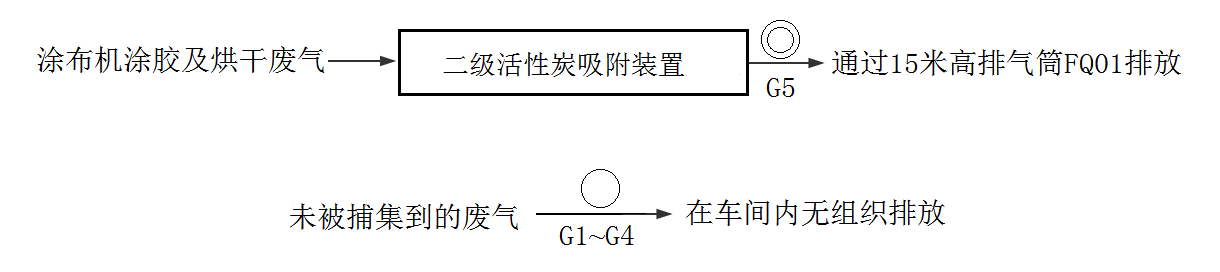 涂布机涂胶及烘干废气
二级活性炭吸附装置
G5
通过15米高排气筒FQ01排放
未被捕集到的废气
G1~G4
在车间内无组织排放